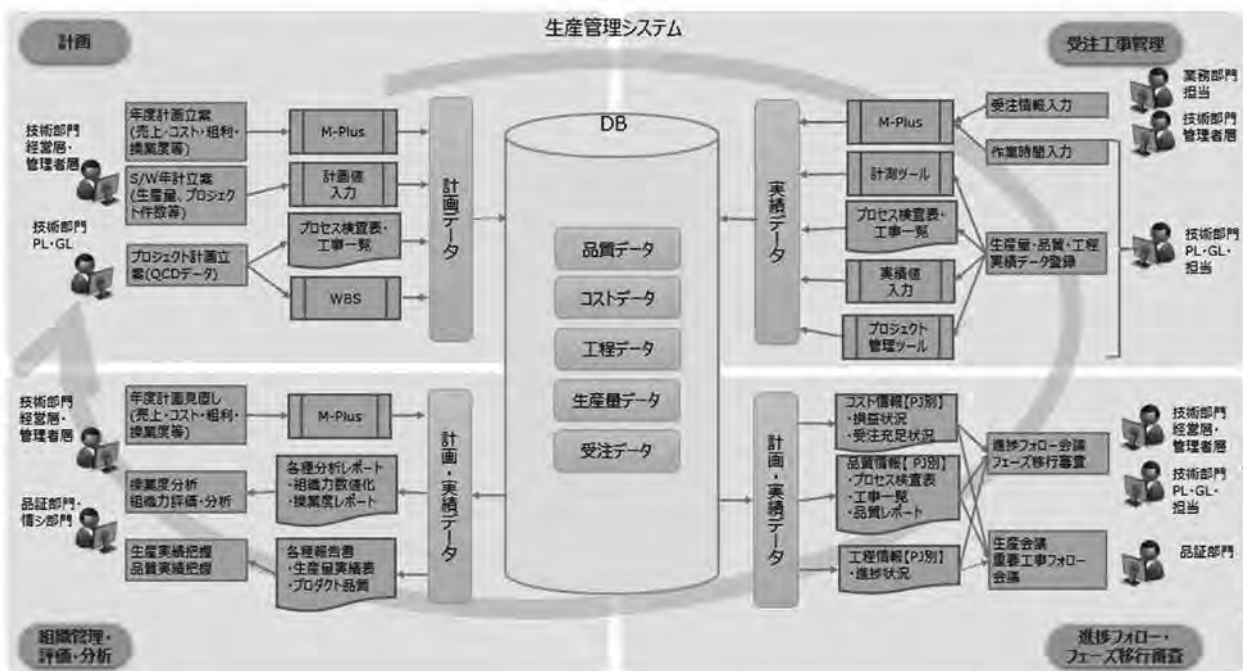 生産管理システム
計画
技術部門
経営層・
管理者層
技術部門
PL・GL
年度計画立案
(売上・コスト・粗利・
操業度等)
S/W年計立案
(生産量、プロジェクト
件数等)
プロジェクト計画立
案(QCDデータ)
M-Plus
計画値
入力
プロセス検査表・
工事一覧
WBS
計画データ
DB
品質データ
コストデータ
工程データ
生産量データ
受注データ
受注工事管理
実績データ
M-Plus
計測ツール
プロセス検査表・
工事一覧
実績値
入力
プロジェクト
管理ツール
受注情報入力
作業時間入力
生産量・品質・工程
実績データ登録
業務部門
担当
技術部門
管理者層
技術部門
PL・GL・
担当
技術部門
経営層・
管理者層
品証部門・
情シ部門
年度計画見直し
(売上・コスト・粗利・
操業度等)
操業度分析
組織力評価・分析
生産実績把握
品質実績把握
M-Plus
各種分析レポート
・組織力数値化
・操業度レポート
各種報告書
・生産量実績表
・プロダクト品質
計画・実績データ
組織管理・
評価・分析
計画・実績データ
コスト情報【PJ別】
・損益状況
・受注充足状況
品質情報【PJ別】
・プロセス検査表
・工事一覧
・品質レポート
工程情報【PJ別】
・進捗状況
進捗フォロー会議
フェーズ移行審査
生産会議
重要工事フォロー
会議
技術部門
経営層・
管理者層
技術部門
PL・GL・
担当
品証部門
進捗フォロー・
フェーズ移行審査